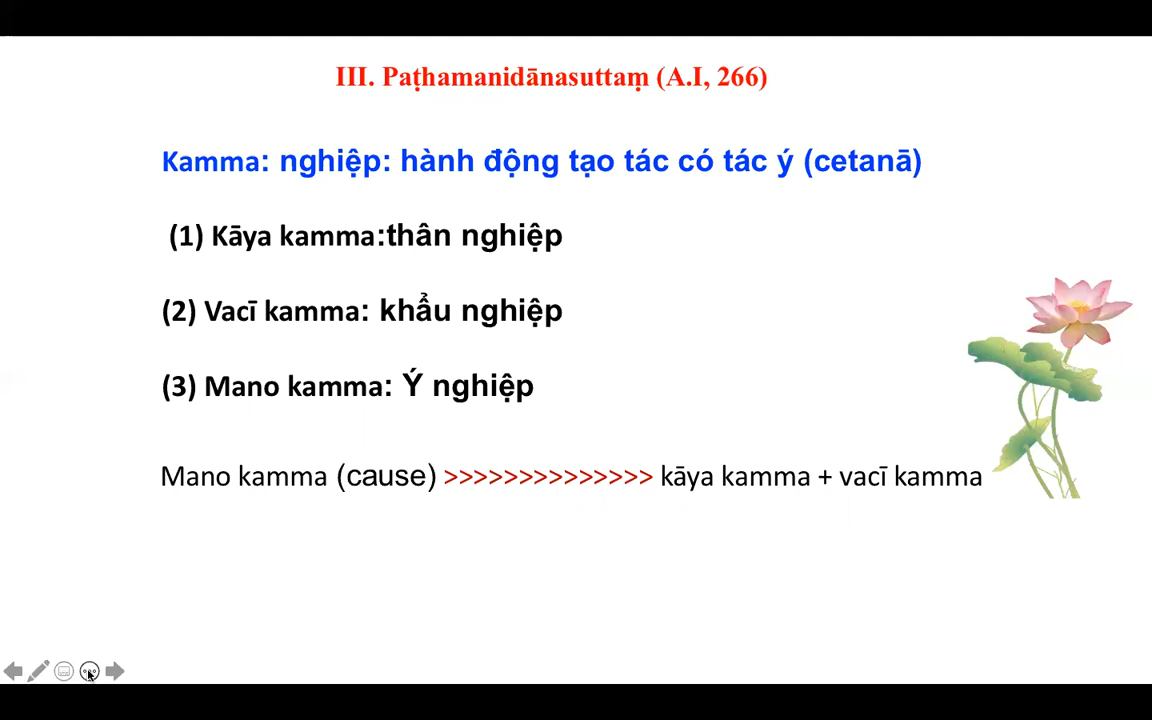 III. Paṭhamanidānasuttaṃ (A.I, 266)
Kamma: nghiệp: hành động tạo tác có tác ý (cetanā)
(1) Kāya kamma:thân nghiệp
(2) Vacī kamma: khẩu nghiệp
(3) Mano kamma: Ý nghiệp
Mano kamma (cause) >>>>>>>>>>>>>> kāya kamma + vacī kamma